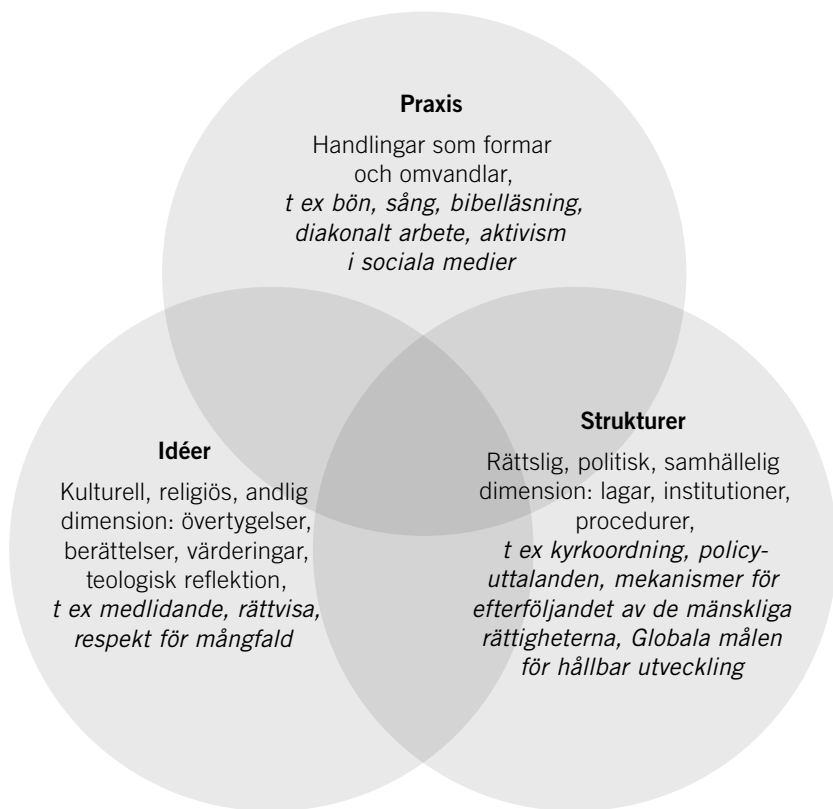 Praxis
Handlingar som formar
och omvandlar,
t ex bön, sång, bibelläsning,
diakonalt arbete, aktivism
i sociala medier
Idéer
Kulturell, religiös, andlig
dimension: övertygelser,
berättelser, värderingar,
teologisk reflektion,
t ex medlidande, rättvisa,
respekt för mångfald
Strukturer
Rättslig, politisk, samhällelig
dimension: lagar, institutioner,
procedurer,
t ex kyrkoordning, policy-
uttalanden, mekanismer för
efterföljandet av de mänskliga
rättigheterna, Globala målen
för hållbar utveckling